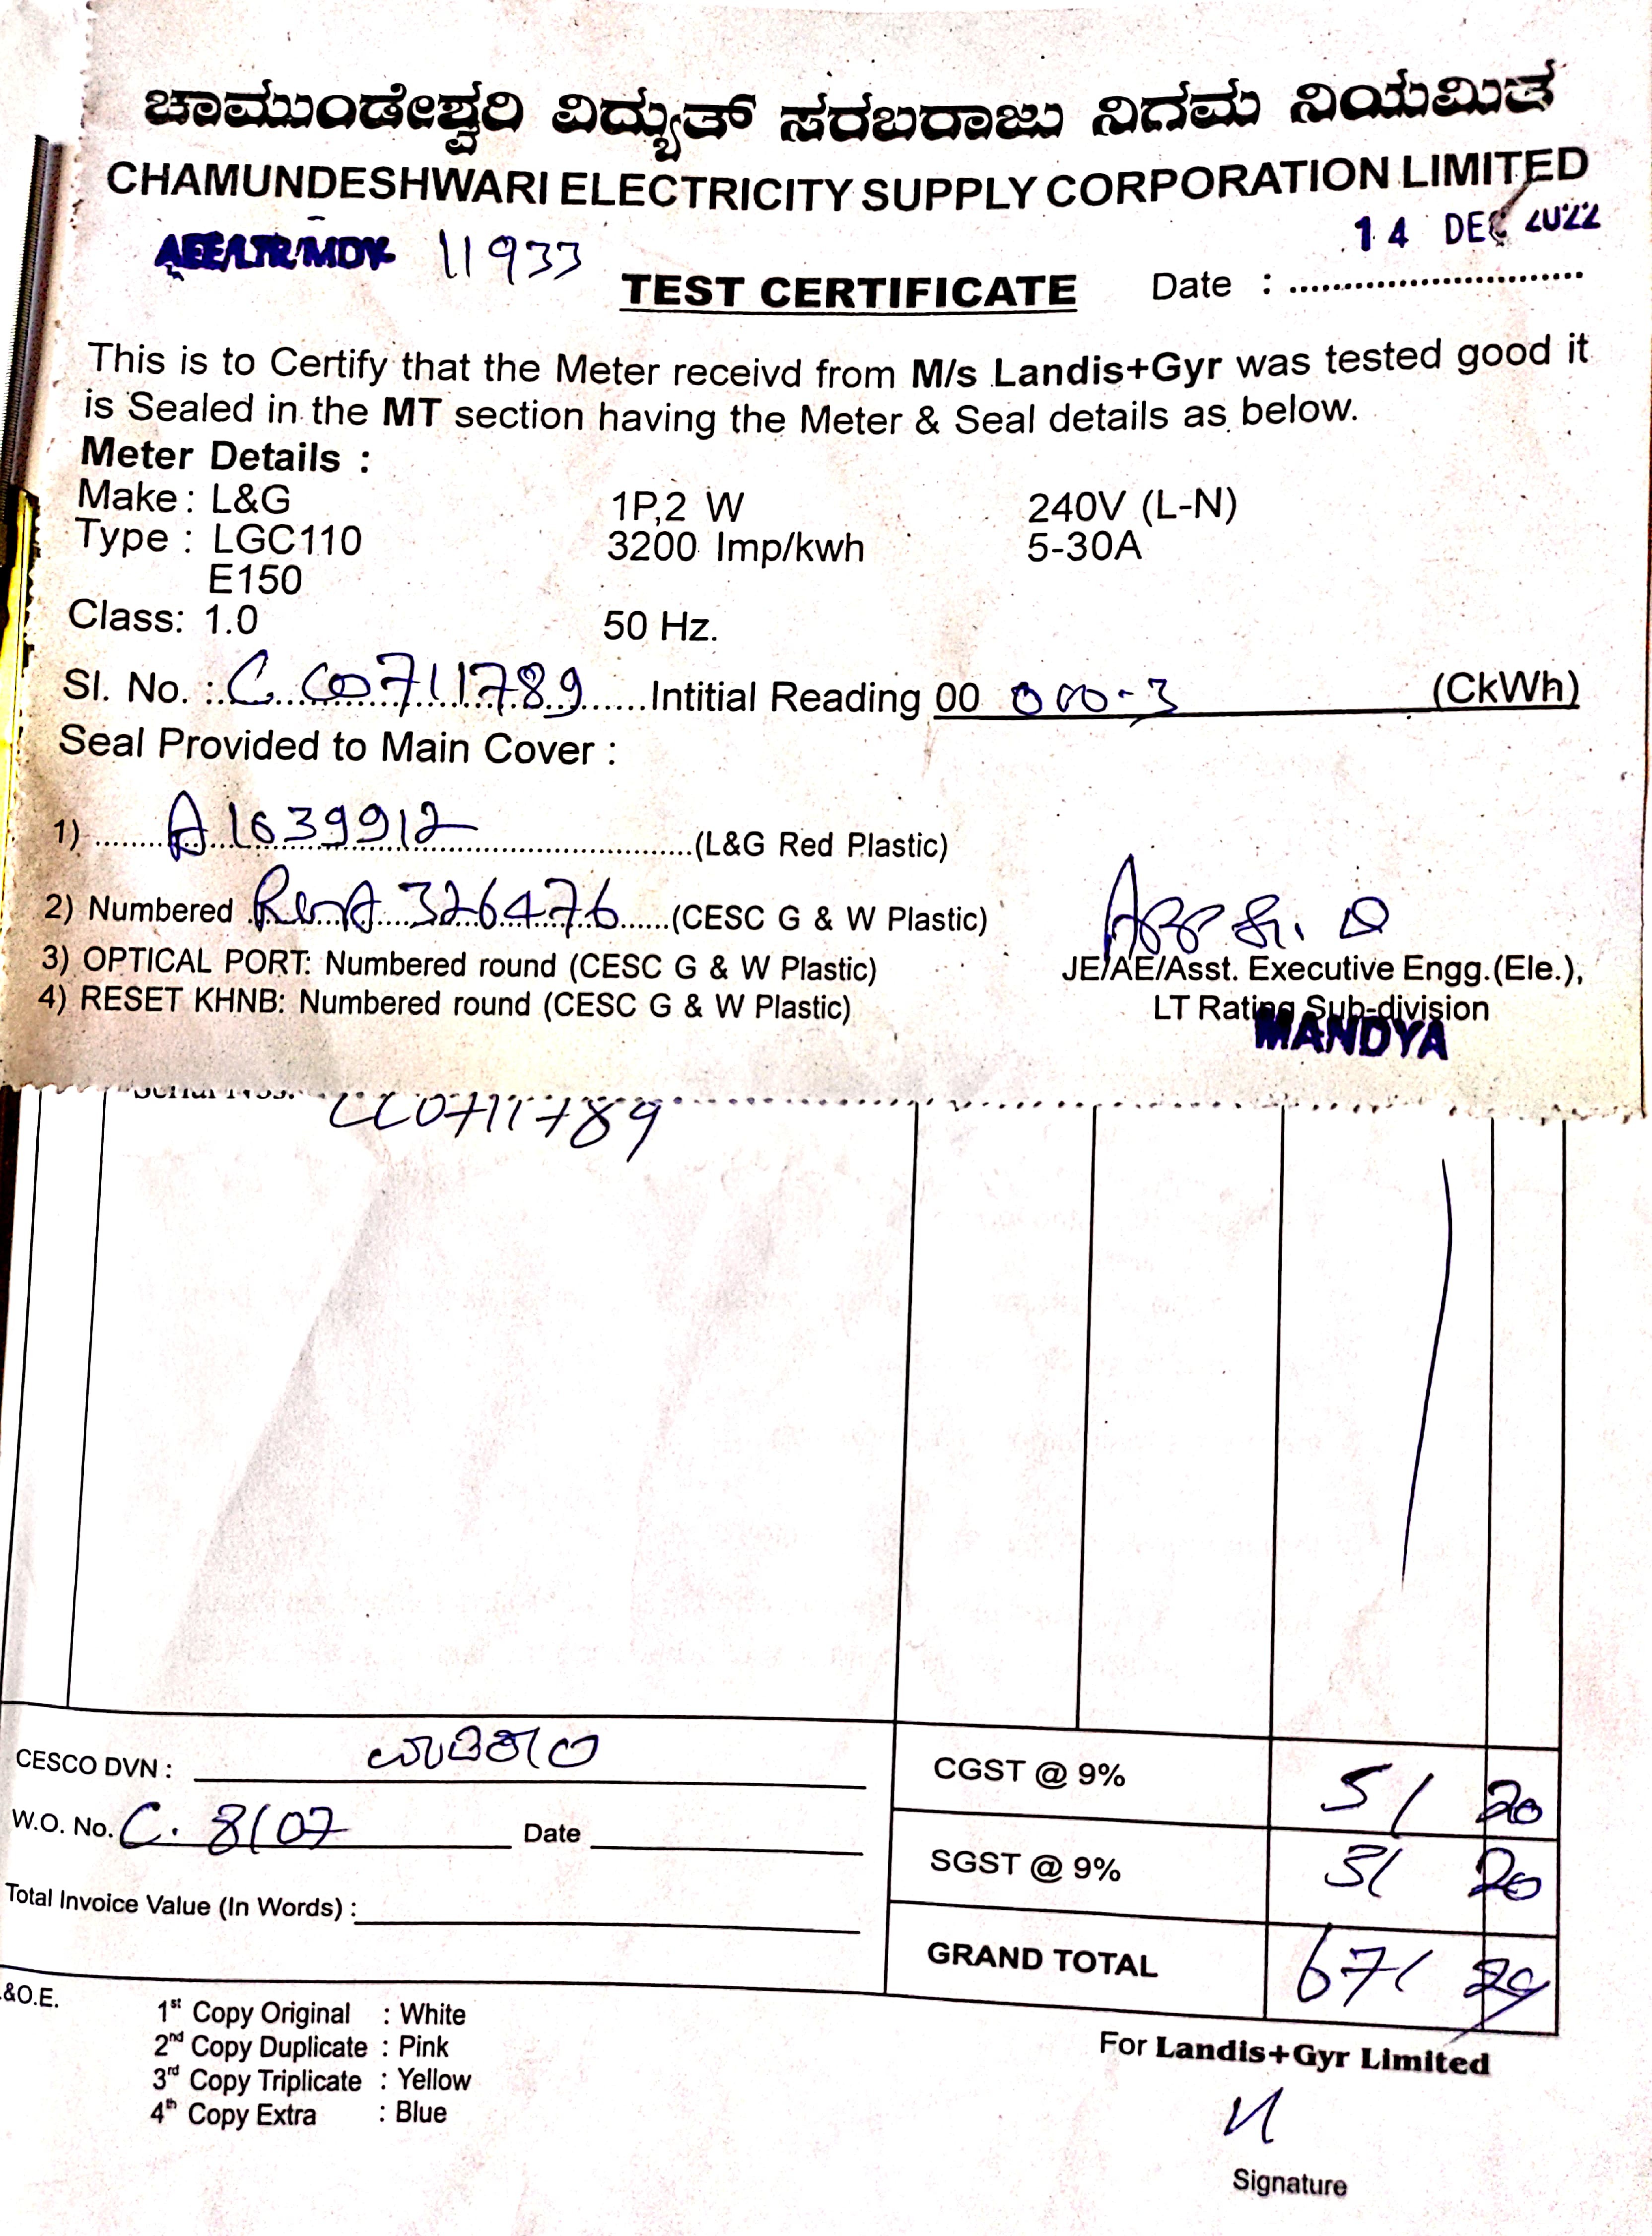 ಚಾಮುಂಡೇಶ್ವರಿ ವಿದ್ಯುತ್ ಸರಬರಾಜು ನಿಗಮ ನಿಯಮಿತ
CHAMUNDESHWARI ELECTRICITY SUPPLY CORPORATION LIMITED
AEE/LTR/MDY 11933
14 DEC 2022
TEST CERTIFICATE Date : 
This is to Certify that the Meter receivd from M/s Landis+Gyr was tested good it
is Sealed in the MT section having the Meter & Seal details as below.
Meter Details :
Make : L&G 1P,2 W 240V (L-N)
Type : LGC110 3200 Imp/kwh 5-30A
E150
Class: 1.0 50 Hz.
Sl. No. : C C0711789 Intitial Reading 00 000-3 (CkWh)
Seal Provided to Main Cover :
1) A1639912 (L&G Red Plastic)
2) Numbered 326476 (CESC G & W Plastic)
3) OPTICAL PORT: Numbered round (CESC G & W Plastic)
4) RESET KHNB: Numbered round (CESC G & W Plastic)
JE/AE/Asst. Executive Engg.(Ele.),
LT Rating Sub-division
MANDYA
Serial Nos.
CC0711789
CESCO DVN :
W.O. No. C. 8107 Date
Total Invoice Value (In Words) :
CGST @ 9% 51 20
SGST @ 9% 51 20
GRAND TOTAL 671
&O.E.
1st Copy Original : White
2nd Copy Duplicate : Pink
3rd Copy Triplicate : Yellow
4th Copy Extra : Blue
For Landis+Gyr Limited
Signature